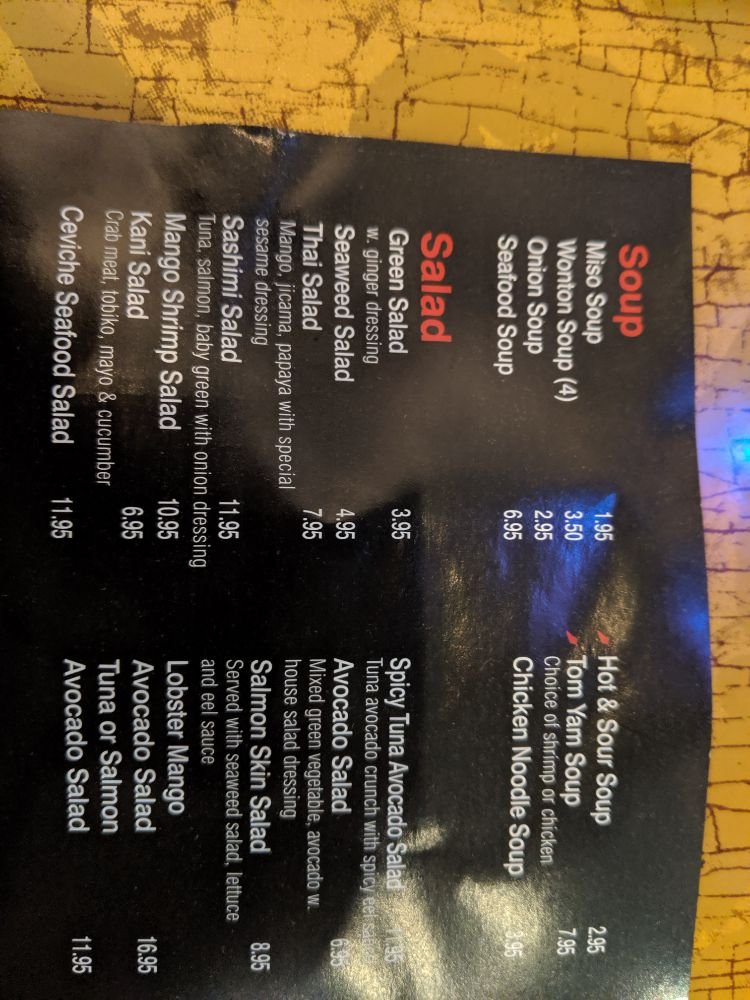 Soup
Miso Soup 1.95
Wonton Soup (4) 3.50
Onion Soup 2.95
Seafood Soup 6.95
Hot & Sour Soup 2.95
Tom Yam Soup 7.95
Choice of shrimp or chicken
Chicken Noodle Soup 3.95
Salad
Green Salad 3.95
w. ginger dressing
Seaweed Salad 4.95
Thai Salad 7.95
Mango, jicama, papaya with special
sesame dressing
Sashimi Salad 11.95
Tuna, salmon, baby green with onion dressing
Mango Shrimp Salad 10.95
Kani Salad 6.95
Crab meat, tobiko, mayo & cucumber
Ceviche Seafood Salad 11.95
Spicy Tuna Avocado Salad 11.95
Tuna avocado crunch with spicy eel sauce
Avocado Salad 6.95
Mixed green vegetable, avocado w.
house salad dressing
Salmon Skin Salad 8.95
Served with seaweed salad, lettuce
and eel sauce
Lobster Mango
Avocado Salad 16.95
Tuna or Salmon
Avocado Salad 11.95